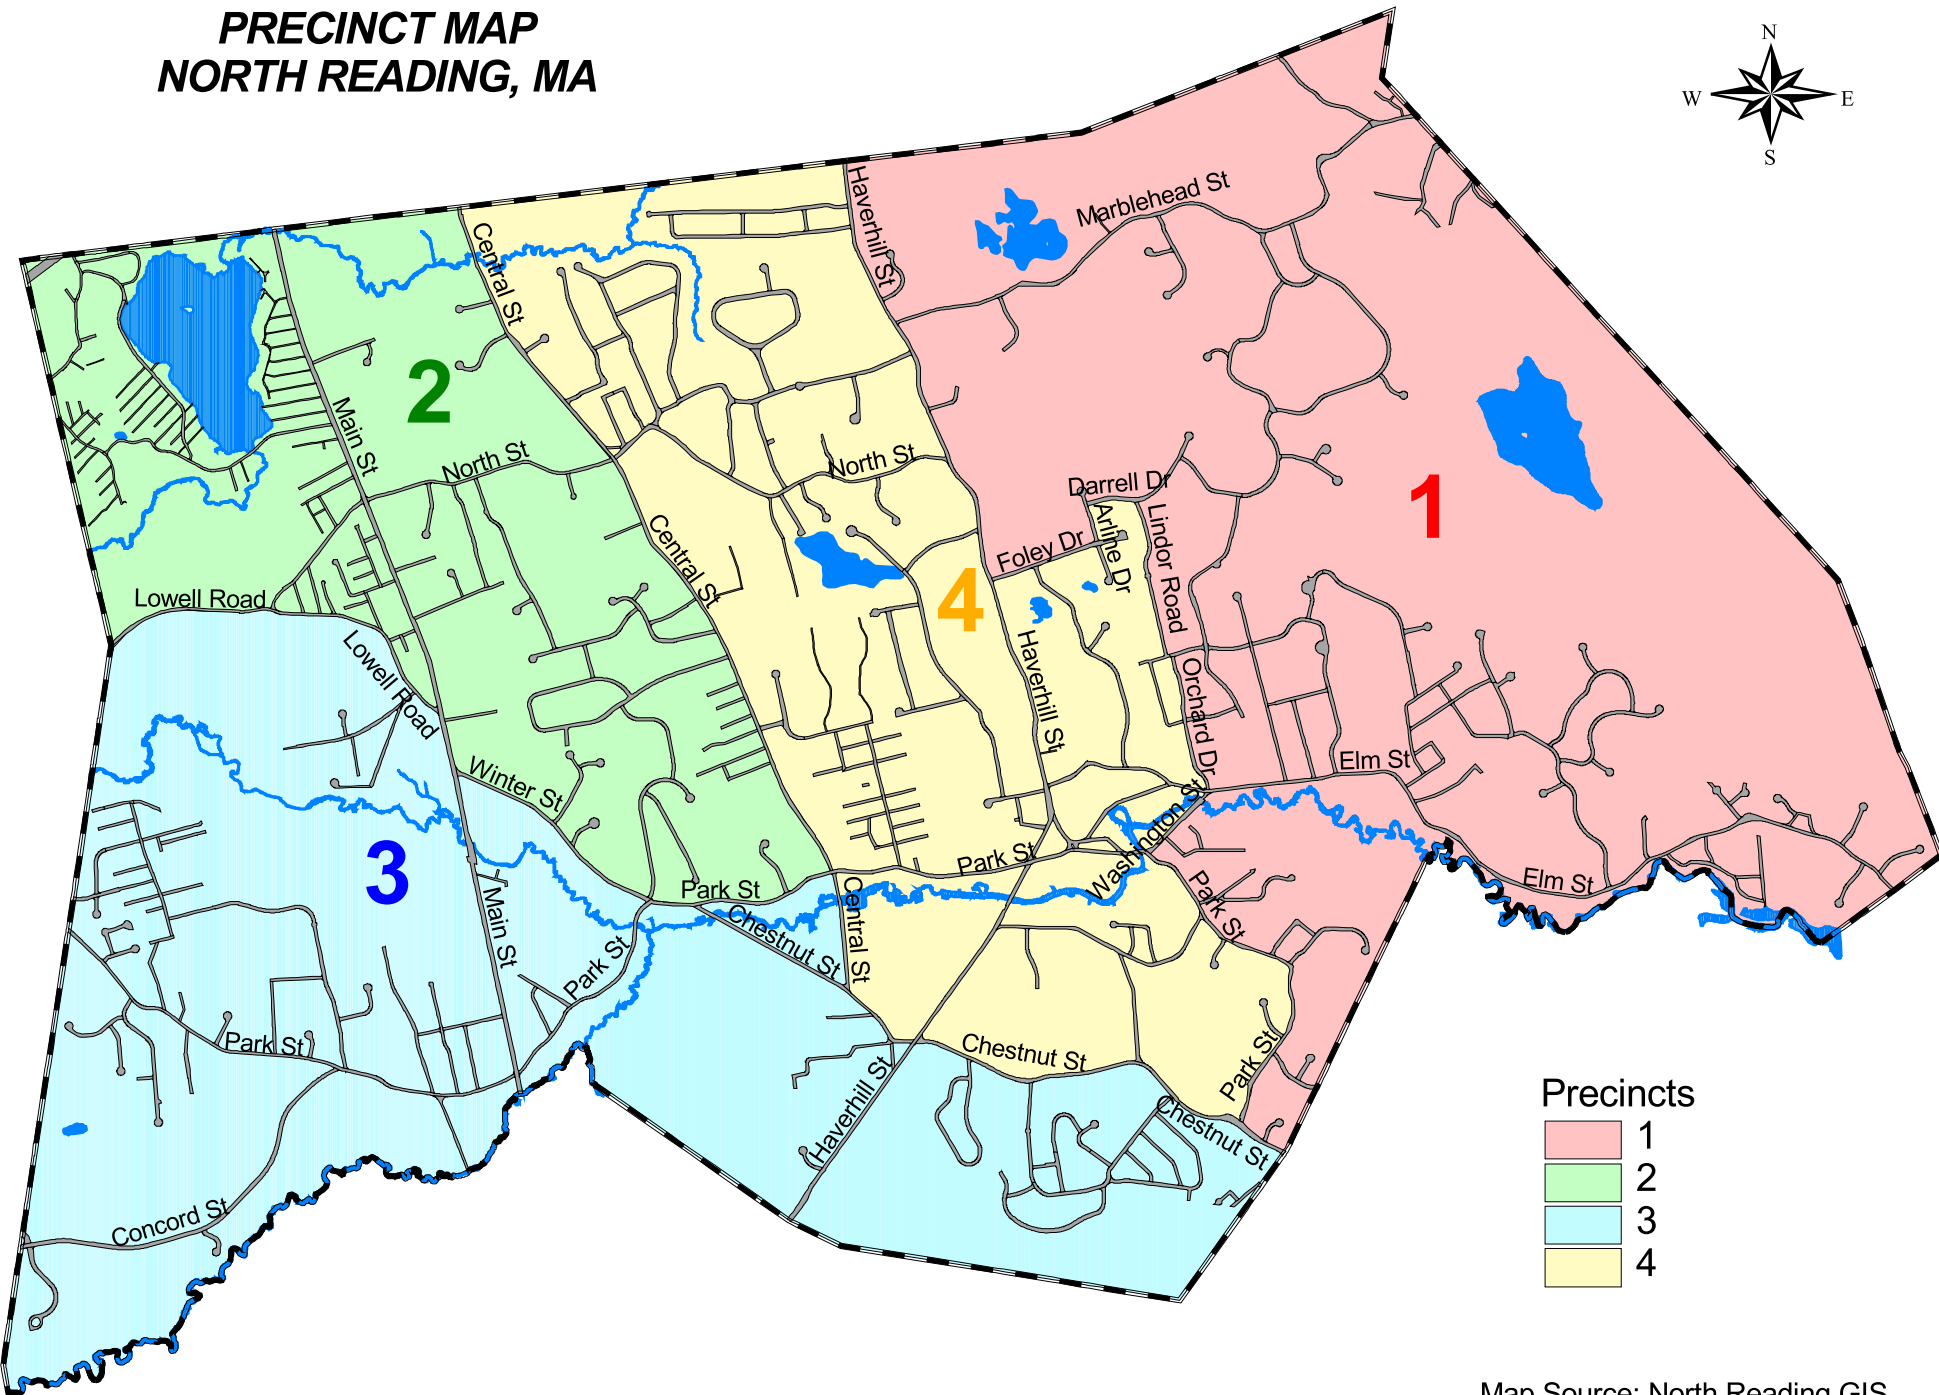 PRECINCT MAP
NORTH READING, MA
N
W
E
S
Haverhill St
Marblehead St
Central St
Main St
2
North St
North St
Darrell Dr
1
Arline Dr
Lindor Road
Central St
Foley Dr
4
Lowell Road
Lowell Road
Haverhill St
Orchard Dr
Elm St
Winter St
Washington St
3
Park St
Park St
Elm St
Main St
Chestnut St
Central St
Park St
Park St
Park St
Chestnut St
Park St
Haverhill St
Chestnut St
Concord St
Precincts
1
2
3
4
Map Source: North Reading GIS